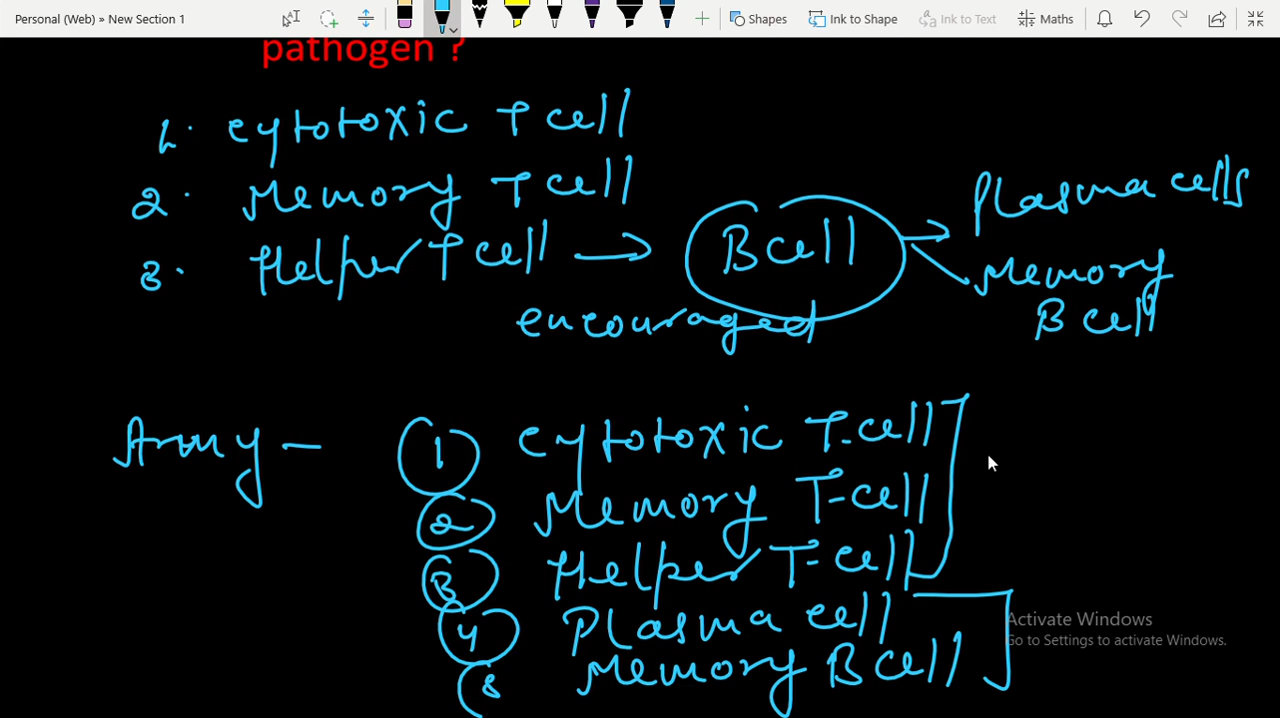 Personal (Web) » New Section 1
Shapes
Ink to Shape
Ink to Text
Maths
pathogen ?
1. Cytotoxic T cell
2. Memory T cell
3. Helper T cell → B cell → Plasma cells
encouraged
Memory
B cell
Army - 1 Cytotoxic T-cell
2 Memory T-cell
3 Helper T-cell
4 Plasma cell
5 Memory B cell
Activate Windows
Go to Settings to activate Windows.